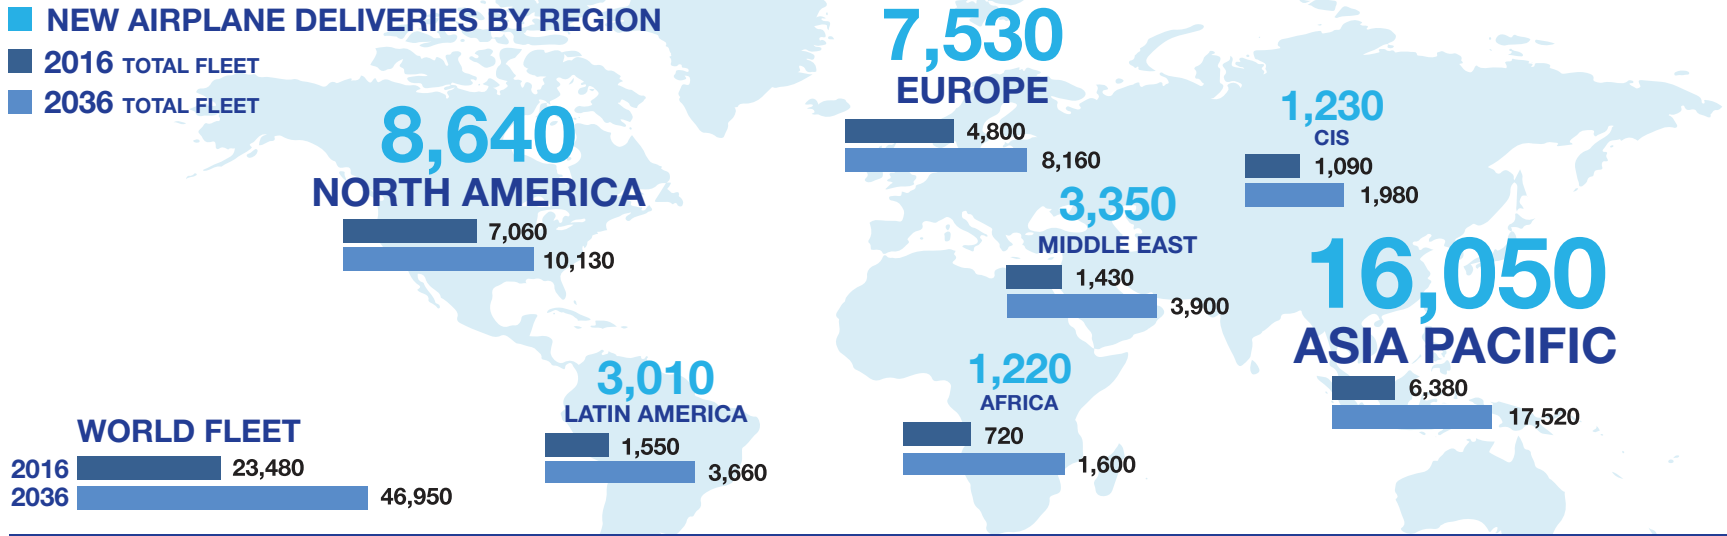 NEW AIRPLANE DELIVERIES BY REGION
2016 TOTAL FLEET
2036 TOTAL FLEET
8,640
NORTH AMERICA
7,060
10,130
7,530
EUROPE
4,800
8,160
1,230
CIS
1,090
1,980
3,350
MIDDLE EAST
1,430
3,900
16,050
ASIA PACIFIC
6,380
17,520
3,010
LATIN AMERICA
1,550
3,660
1,220
AFRICA
720
1,600
WORLD FLEET
2016 23,480
2036 46,950